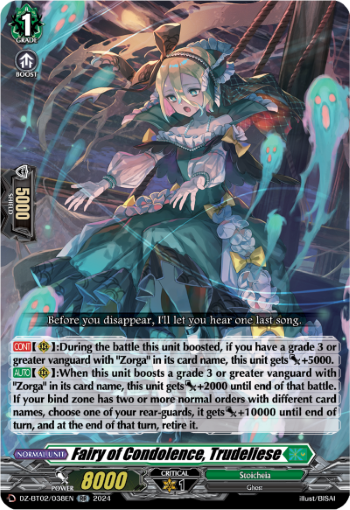 1
GRADE
BOOST
5000
SHIELD
Before you disappear, I'll let you hear one last song.
CONT【RC】:During the battle this unit boosted, if you have a grade 3 or
greater vanguard with "Zorga" in its card name, this unit gets +5000.
AUTO【RC】:When this unit boosts a grade 3 or greater vanguard with
"Zorga" in its card name, this unit gets +2000 until end of that battle.
If your bind zone has two or more normal orders with different card
names, choose one of your rear-guards, it gets +10000 until end of
turn, and at the end of that turn, retire it.
NORMAL UNIT
Fairy of Condolence, Trudeliese
POWER 8000
CRITICAL
1
Stoicheia
Ghost
DZ-BT02/038EN RR 2024
illust/BISAI